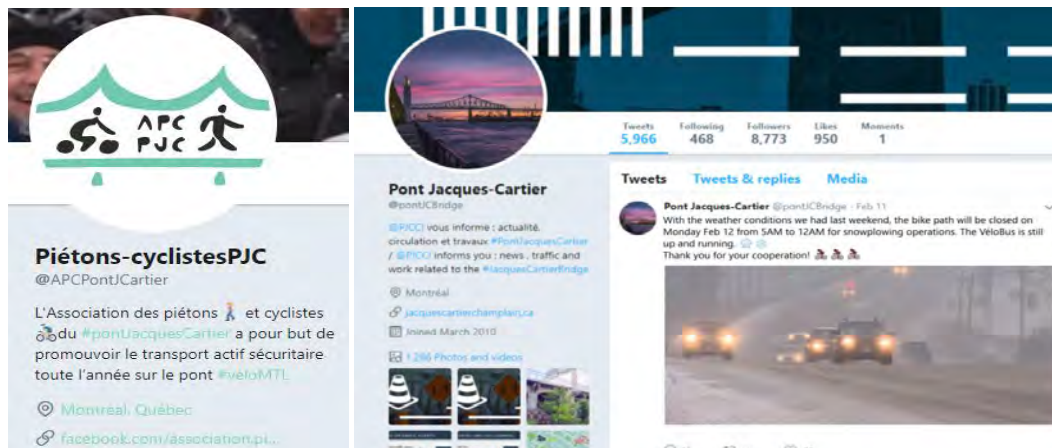 APC
PJC
Piétons-cyclistesPJC
@APCPontJCartier
L'Association des piétons et cyclistes
du #pontJacquesCartier a pour but de
promouvoir le transport actif sécuritaire
toute l'année sur le pont #véloMTL
Montréal, Québec
facebook.com/association.pi...
Tweets Following Followers Likes Moments
5,966 468 8,773 950 1
Pont Jacques-Cartier
@pontJCBridge
@PJCCI vous informe : actualité,
circulation et travaux #PontJacquesCartier
/ @PJCCI informs you : news , traffic and
work related to the #JacquesCartierBridge
Montréal
jacquescartierchamplain.ca
Joined March 2010
1 286 Photos and videos
Tweets Tweets & replies Media
Pont Jacques-Cartier @pontJCBridge · Feb 11
With the weather conditions we had last weekend, the bike path will be closed on
Monday Feb 12 from 5AM to 12AM for snowplowing operations. The VéloBus is still
up and running.
Thank you for your cooperation!